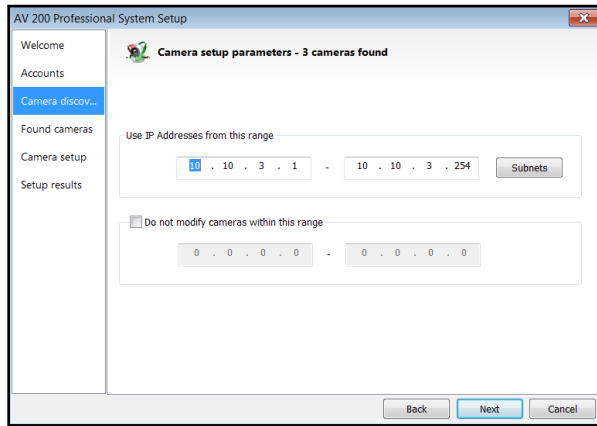 AV 200 Professional System Setup
Welcome
Accounts
Camera discov...
Found cameras
Camera setup
Setup results
Camera setup parameters - 3 cameras found
Use IP Addresses from this range
10 . 10 . 3 . 1 - 10 . 10 . 3 . 254 Subnets
Do not modify cameras within this range
0 . 0 . 0 . 0 - 0 . 0 . 0 . 0
Back Next Cancel